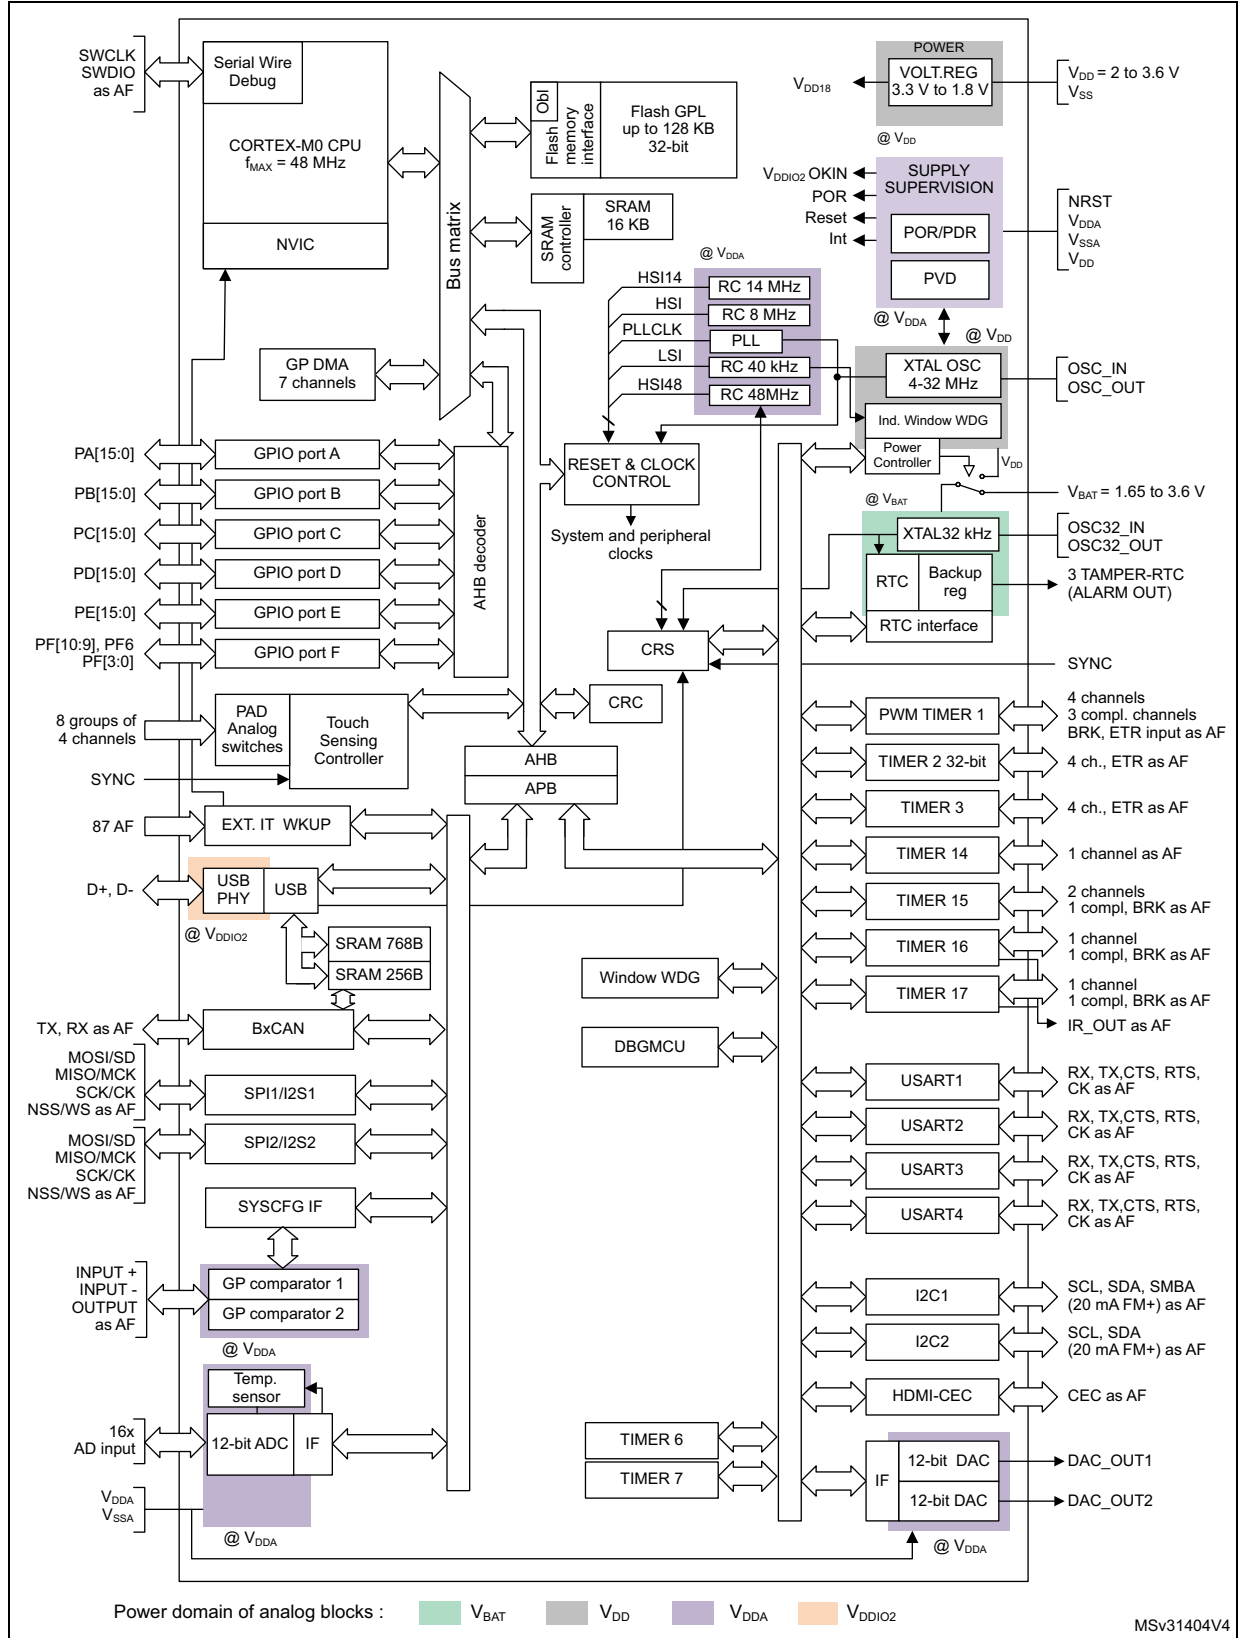 SWCLK
SWDIO
as AF
Serial Wire
Debug
CORTEX-M0 CPU
fMAX = 48 MHz
NVIC
Bus matrix
Obl
Flash
memory
interface
Flash GPL
up to 128 KB
32-bit
SRAM
controller
SRAM
16 KB
POWER
VOLT.REG
3.3 V to 1.8 V
VDD18
VDD = 2 to 3.6 V
VSS
@ VDD
SUPPLY
SUPERVISION
VDDIO2 OKIN
POR
Reset
Int
POR/PDR
PVD
NRST
VDDA
VSSA
VDD
@ VDDA
@ VDD
@ VDDA
HSI14
HSI
PLLCLK
LSI
HSI48
RC 14 MHz
RC 8 MHz
PLL
RC 40 kHz
RC 48MHz
GP DMA
7 channels
XTAL OSC
4-32 MHz
OSC_IN
OSC_OUT
Ind. Window WDG
Power
Controller
VDD
VBAT = 1.65 to 3.6 V
@ VBAT
RESET & CLOCK
CONTROL
System and peripheral
clocks
XTAL32 kHz
OSC32_IN
OSC32_OUT
RTC
Backup
reg
3 TAMPER-RTC
(ALARM OUT)
RTC interface
CRS
SYNC
PA[15:0]
GPIO port A
PB[15:0]
GPIO port B
PC[15:0]
GPIO port C
PD[15:0]
GPIO port D
PE[15:0]
GPIO port E
PF[10:9], PF6
PF[3:0]
GPIO port F
AHB decoder
8 groups of
4 channels
PAD
Analog
switches
Touch
Sensing
Controller
SYNC
CRC
AHB
APB
87 AF
EXT. IT WKUP
D+, D-
USB
PHY
USB
@ VDDIO2
SRAM 768B
SRAM 256B
TX, RX as AF
BxCAN
MOSI/SD
MISO/MCK
SCK/CK
NSS/WS as AF
SPI1/I2S1
MOSI/SD
MISO/MCK
SCK/CK
NSS/WS as AF
SPI2/I2S2
SYSCFG IF
INPUT +
INPUT -
OUTPUT
as AF
GP comparator 1
GP comparator 2
@ VDDA
Temp.
sensor
16x
AD input
12-bit ADC
IF
VDDA
VSSA
@ VDDA
Window WDG
DBGMCU
TIMER 6
TIMER 7
PWM TIMER 1
4 channels
3 compl. channels
BRK, ETR input as AF
TIMER 2 32-bit
4 ch., ETR as AF
TIMER 3
4 ch., ETR as AF
TIMER 14
1 channel as AF
TIMER 15
2 channels
1 compl, BRK as AF
TIMER 16
1 channel
1 compl, BRK as AF
TIMER 17
1 channel
1 compl, BRK as AF
IR_OUT as AF
USART1
RX, TX,CTS, RTS,
CK as AF
USART2
RX, TX,CTS, RTS,
CK as AF
USART3
RX, TX,CTS, RTS,
CK as AF
USART4
RX, TX,CTS, RTS,
CK as AF
I2C1
SCL, SDA, SMBA
(20 mA FM+) as AF
I2C2
SCL, SDA
(20 mA FM+) as AF
HDMI-CEC
CEC as AF
IF
12-bit DAC
DAC_OUT1
12-bit DAC
DAC_OUT2
@ VDDA
Power domain of analog blocks :
VBAT
VDD
VDDA
VDDIO2
MSv31404V4